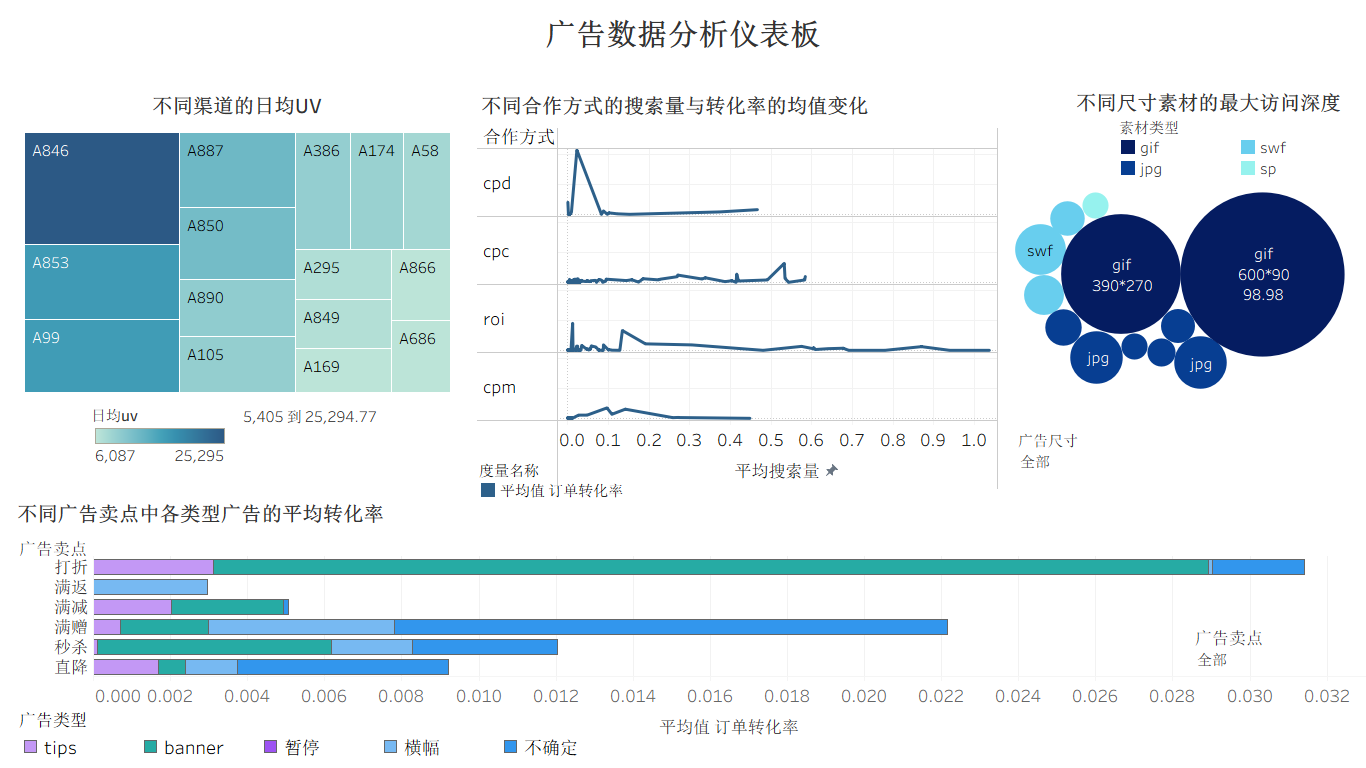 广告数据分析仪表板
不同渠道的日均UV
A846
A887
A386
A174
A58
A850
A853
A295
A866
A890
A849
A99
A686
A105
A169
日均uv
5,405 到 25,294.77
6,087
25,295
不同合作方式的搜索量与转化率的均值变化
合作方式
cpd
cpc
roi
cpm
0.0 0.1 0.2 0.3 0.4 0.5 0.6 0.7 0.8 0.9 1.0
平均搜索量
度量名称
平均值 订单转化率
不同尺寸素材的最大访问深度
素材类型
gif
swf
jpg
sp
swf
gif
390*270
gif
600*90
98.98
jpg
jpg
广告尺寸
全部
不同广告卖点中各类型广告的平均转化率
广告卖点
打折
满返
满减
满赠
秒杀
直降
0.000 0.002 0.004 0.006 0.008 0.010 0.012 0.014 0.016 0.018 0.020 0.022 0.024 0.026 0.028 0.030 0.032
平均值 订单转化率
广告卖点
全部
广告类型
tips
banner
暂停
横幅
不确定